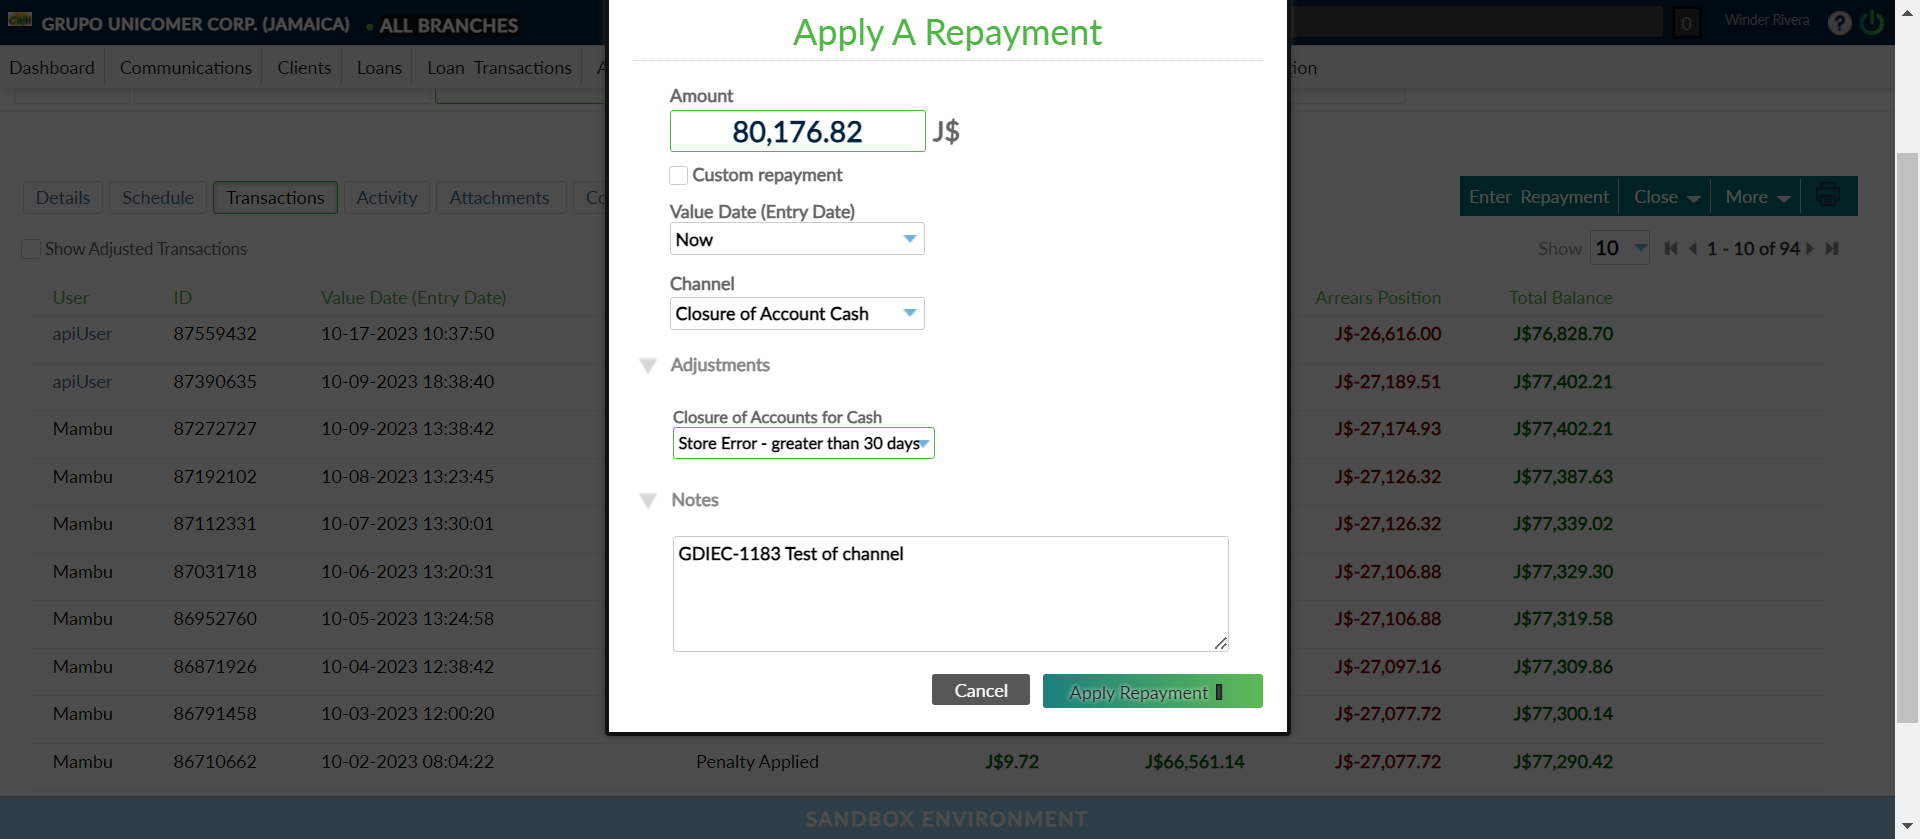 GRUPO UNICOMER CORP. (JAMAICA) • ALL BRANCHES
0 Winder Rivera ?
Dashboard Communications Clients Loans Loan Transactions
Apply A Repayment
Amount
80,176.82 J$
Custom repayment
Value Date (Entry Date)
Now
Channel
Closure of Account Cash
Adjustments
Closure of Accounts for Cash
Store Error - greater than 30 days
Notes
GDIEC-1183 Test of channel
Cancel Apply Repayment
Details Schedule Transactions Activity Attachments
Enter Repayment Close More
Show Adjusted Transactions
Show 10 1 - 10 of 94
User ID Value Date (Entry Date) Arrears Position Total Balance
apiUser 87559432 10-17-2023 10:37:50 J$-26,616.00 J$76,828.70
apiUser 87390635 10-09-2023 18:38:40 J$-27,189.51 J$77,402.21
Mambu 87272727 10-09-2023 13:38:42 J$-27,174.93 J$77,402.21
Mambu 87192102 10-08-2023 13:23:45 J$-27,126.32 J$77,387.63
Mambu 87112331 10-07-2023 13:30:01 J$-27,126.32 J$77,339.02
Mambu 87031718 10-06-2023 13:20:31 J$-27,106.88 J$77,329.30
Mambu 86952760 10-05-2023 13:24:58 J$-27,106.88 J$77,319.58
Mambu 86871926 10-04-2023 12:38:42 J$-27,097.16 J$77,309.86
Mambu 86791458 10-03-2023 12:00:20 J$-27,077.72 J$77,300.14
Mambu 86710662 10-02-2023 08:04:22 Penalty Applied J$9.72 J$66,561.14 J$-27,077.72 J$77,290.42
SANDBOX ENVIRONMENT